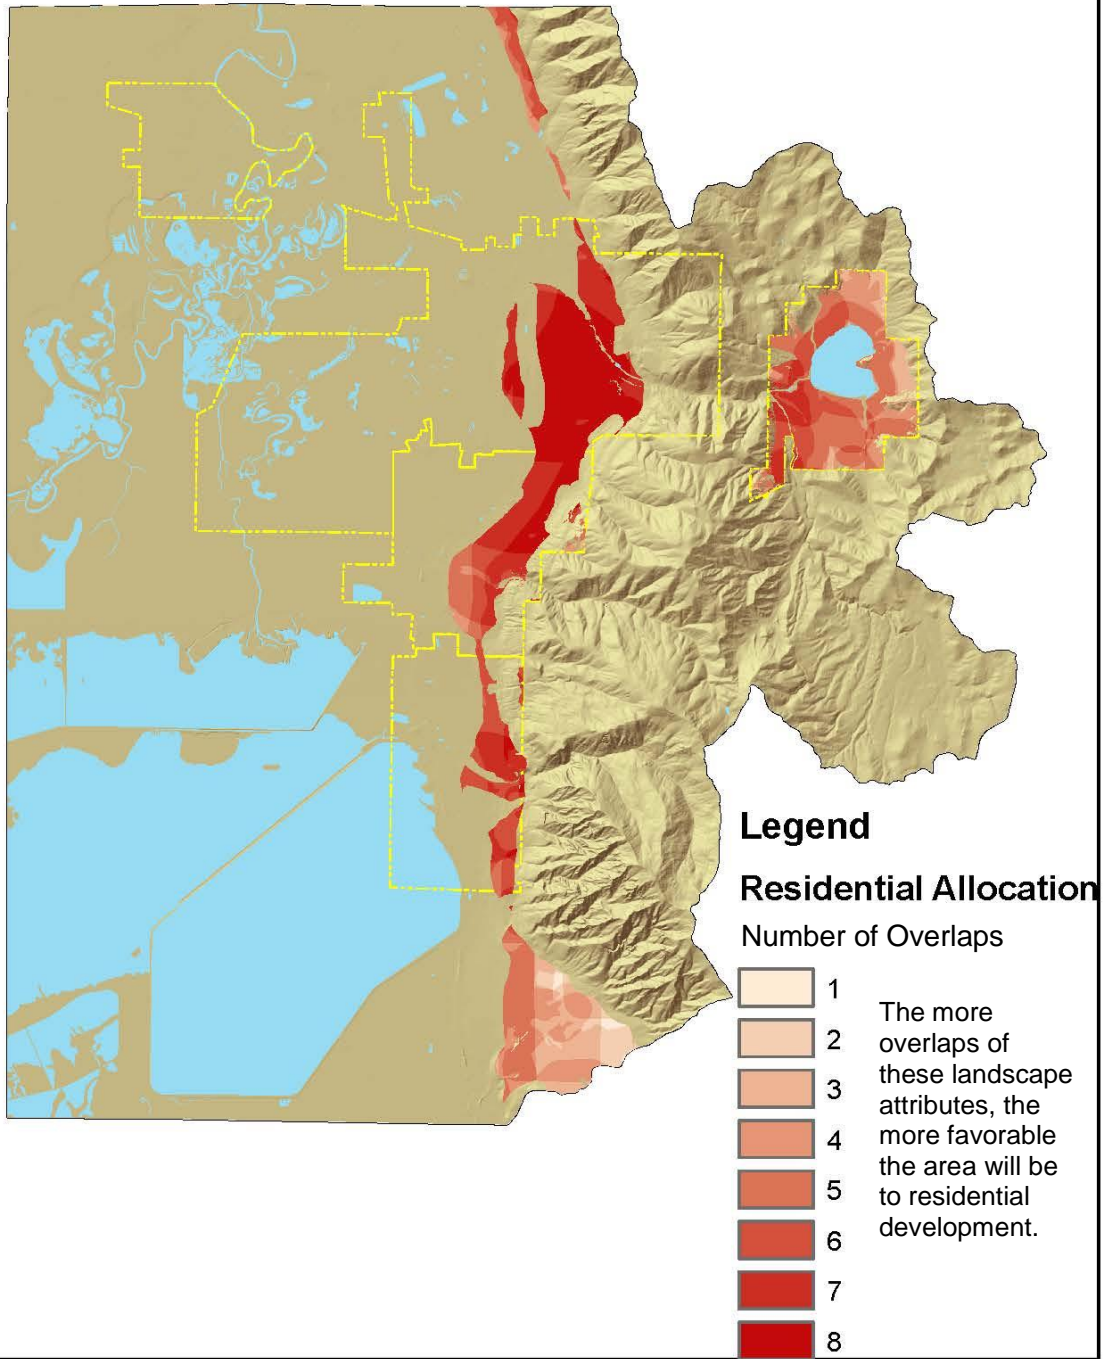 Legend
Residential Allocation
Number of Overlaps
1
2
3
4
5
6
7
8
The more
overlaps of
these landscape
attributes, the
more favorable
the area will be
to residential
development.